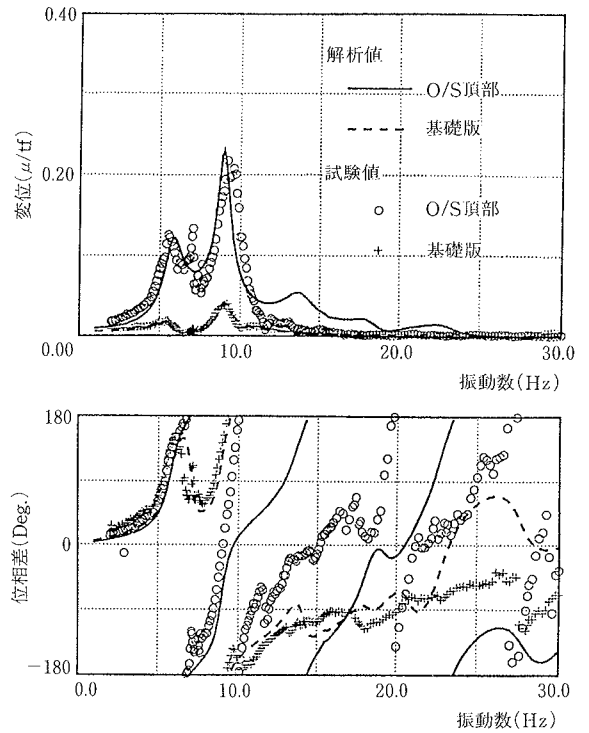 0.40
解析値
O/S頂部
基礎版
変位(μ/tf)
0.20
試験値
O/S頂部
基礎版
0.00
10.0
20.0
30.0
振動数(Hz)
180
位相差(Deg.)
0
-180
0.0
10.0
20.0
30.0
振動数(Hz)